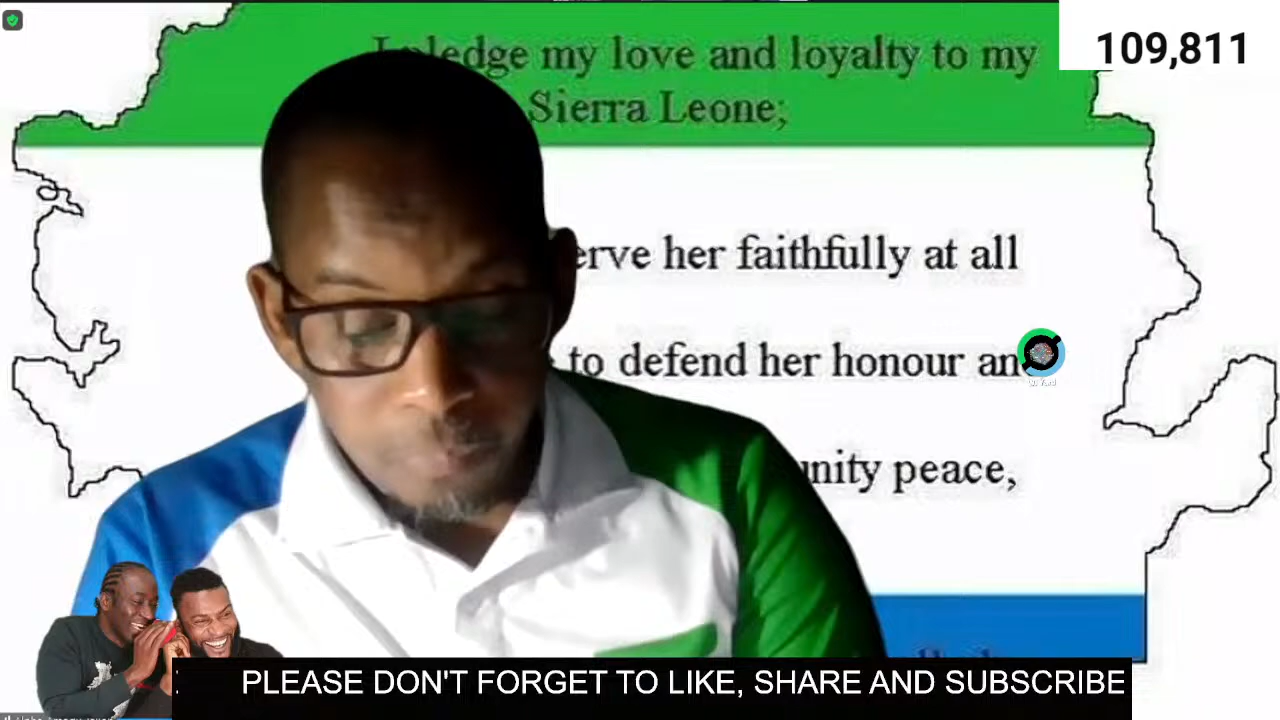 109,811
pledge my love and loyalty to my
Sierra Leone;
erve her faithfully at all
to defend her honour an
unity peace,
PLEASE DON'T FORGET TO LIKE, SHARE AND SUBSCRIBE